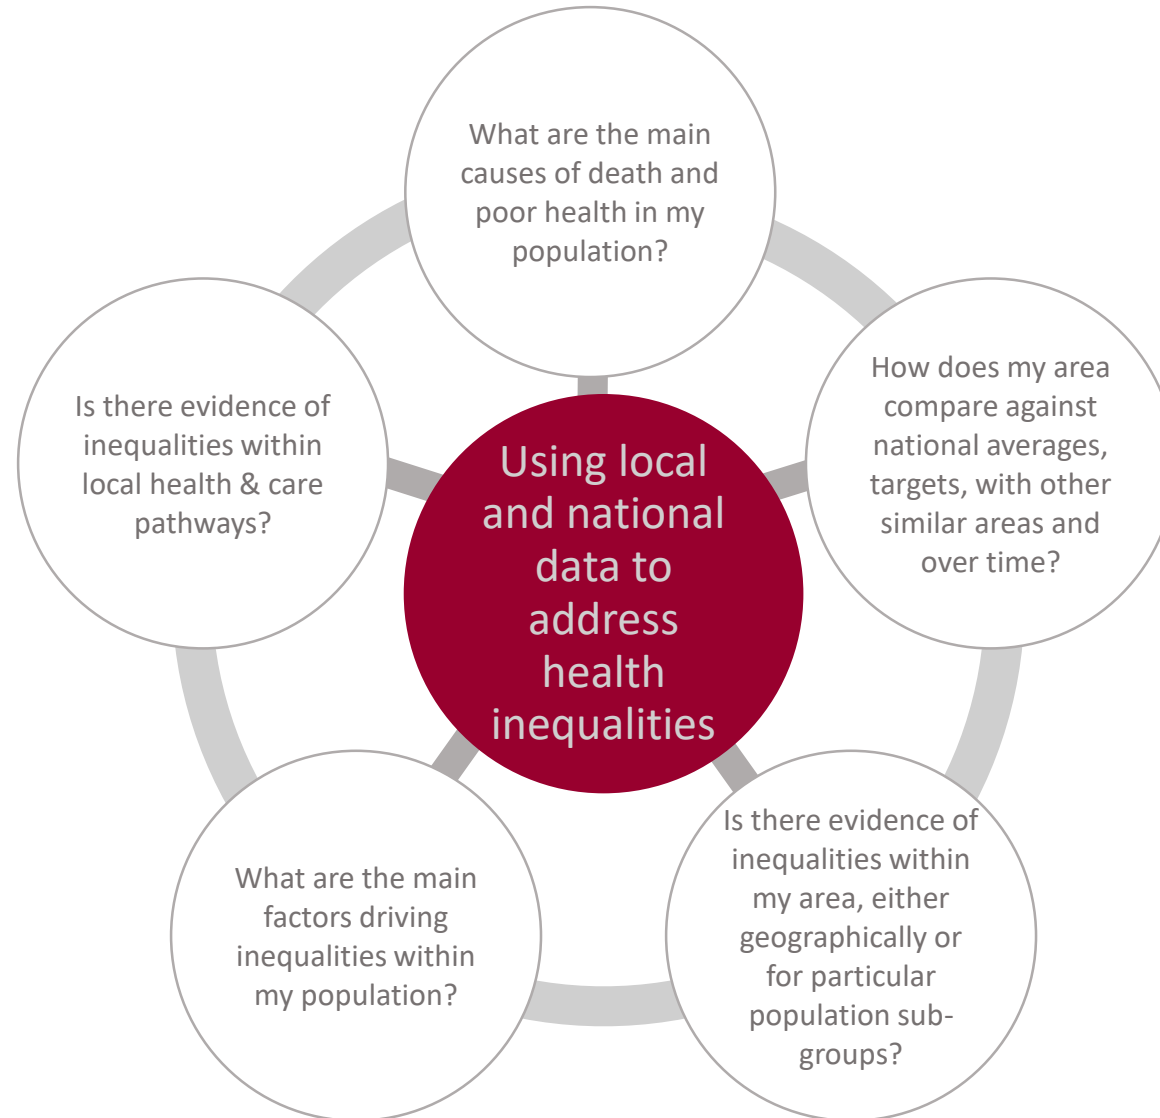 What are the main
causes of death and
poor health in my
population?
How does my area
compare against
national averages,
targets, with other
similar areas and
over time?
Is there evidence of
inequalities within
my area, either
geographically or
for particular
population sub-
groups?
What are the main
factors driving
inequalities within
my population?
Is there evidence of
inequalities within
local health & care
pathways?
Using local
and national
data to
address
health
inequalities